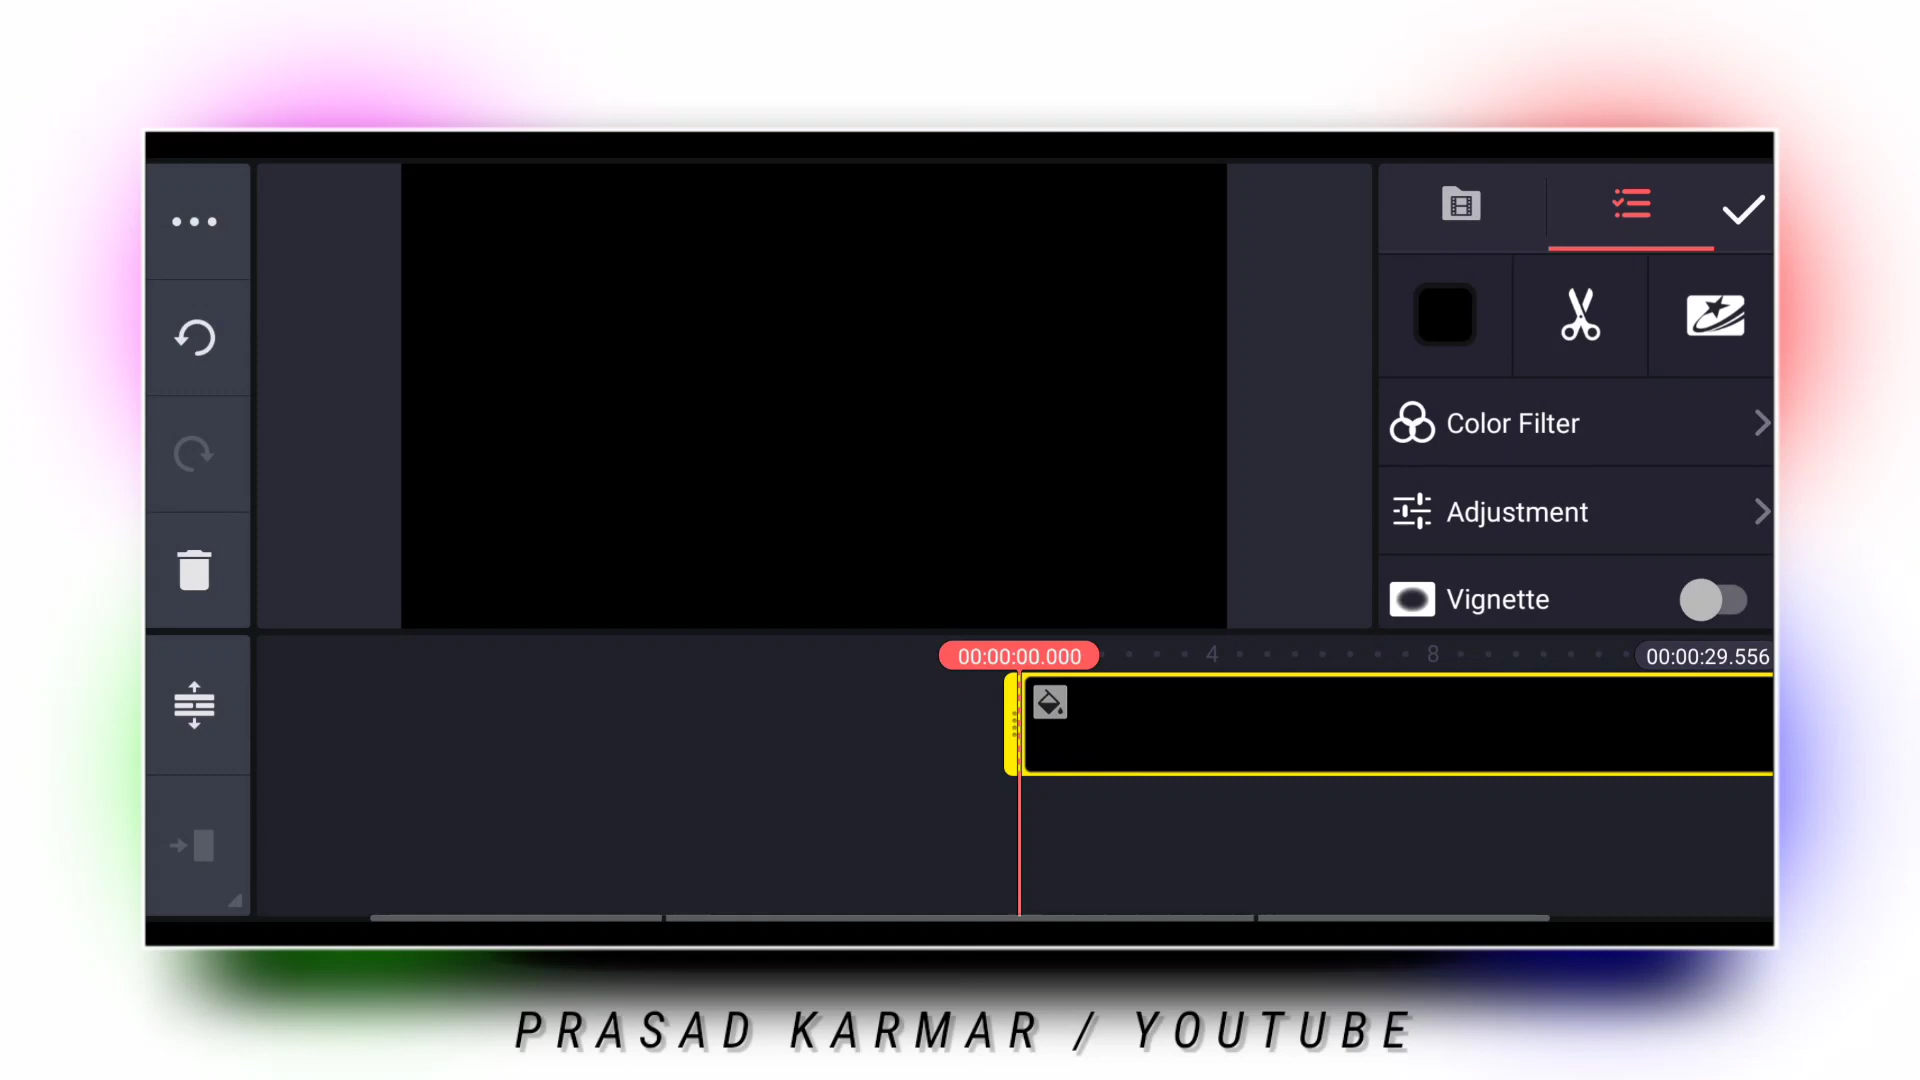 Color Filter
Adjustment
Vignette
00:00:00.000
4
8
00:00:29.556
PRASAD KARMAR / YOUTUBE